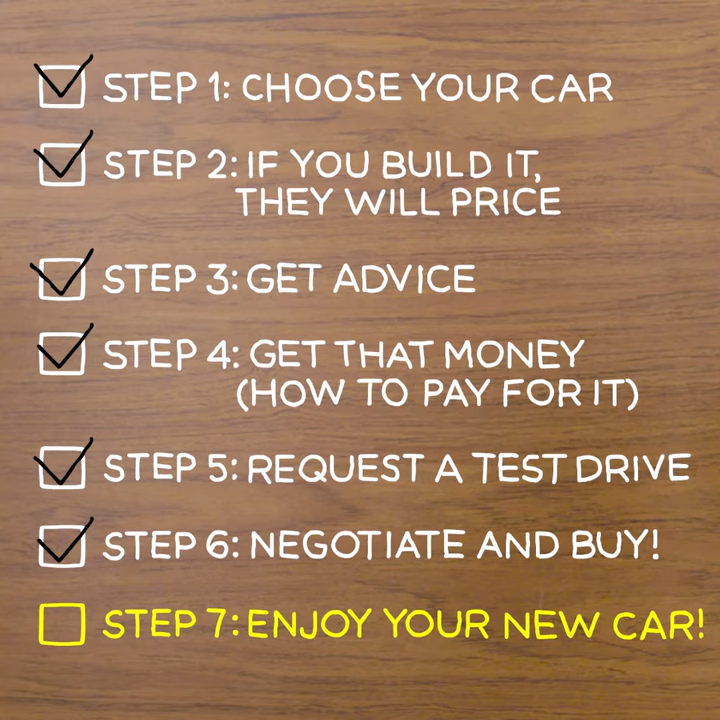 STEP 1: CHOOSE YOUR CAR
STEP 2: IF YOU BUILD IT,
THEY WILL PRICE
STEP 3: GET ADVICE
STEP 4: GET THAT MONEY
(HOW TO PAY FOR IT)
STEP 5: REQUEST A TEST DRIVE
STEP 6: NEGOTIATE AND BUY!
STEP 7: ENJOY YOUR NEW CAR!